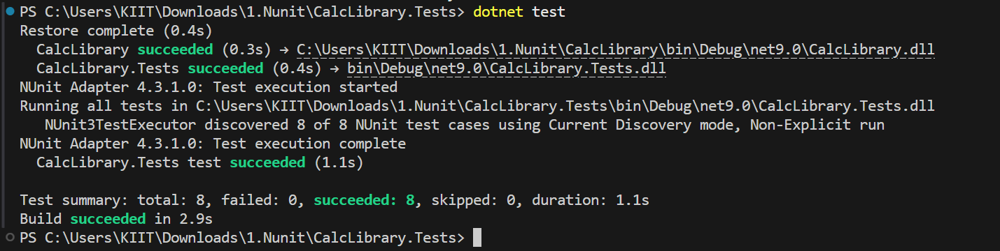 PS C:\Users\KIIT\Downloads\1.Nunit\CalcLibrary.Tests> dotnet test
Restore complete (0.4s)
  CalcLibrary succeeded (0.3s) → C:\Users\KIIT\Downloads\1.Nunit\CalcLibrary\bin\Debug\net9.0\CalcLibrary.dll
  CalcLibrary.Tests succeeded (0.4s) → bin\Debug\net9.0\CalcLibrary.Tests.dll
NUnit Adapter 4.3.1.0: Test execution started
Running all tests in C:\Users\KIIT\Downloads\1.Nunit\CalcLibrary.Tests\bin\Debug\net9.0\CalcLibrary.Tests.dll
   NUnit3TestExecutor discovered 8 of 8 NUnit test cases using Current Discovery mode, Non-Explicit run
NUnit Adapter 4.3.1.0: Test execution complete
  CalcLibrary.Tests test succeeded (1.1s)

Test summary: total: 8, failed: 0, succeeded: 8, skipped: 0, duration: 1.1s
Build succeeded in 2.9s
PS C:\Users\KIIT\Downloads\1.Nunit\CalcLibrary.Tests>